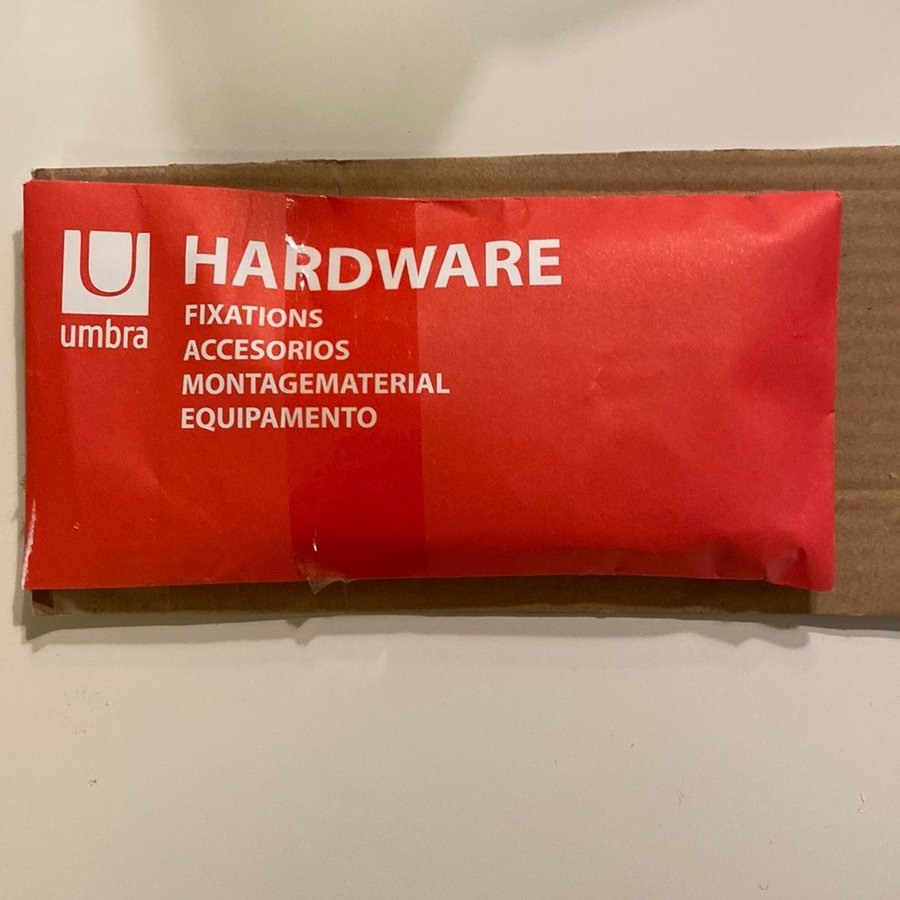 umbra
HARDWARE
FIXATIONS
ACCESORIOS
MONTAGEMATERIAL
EQUIPAMENTO